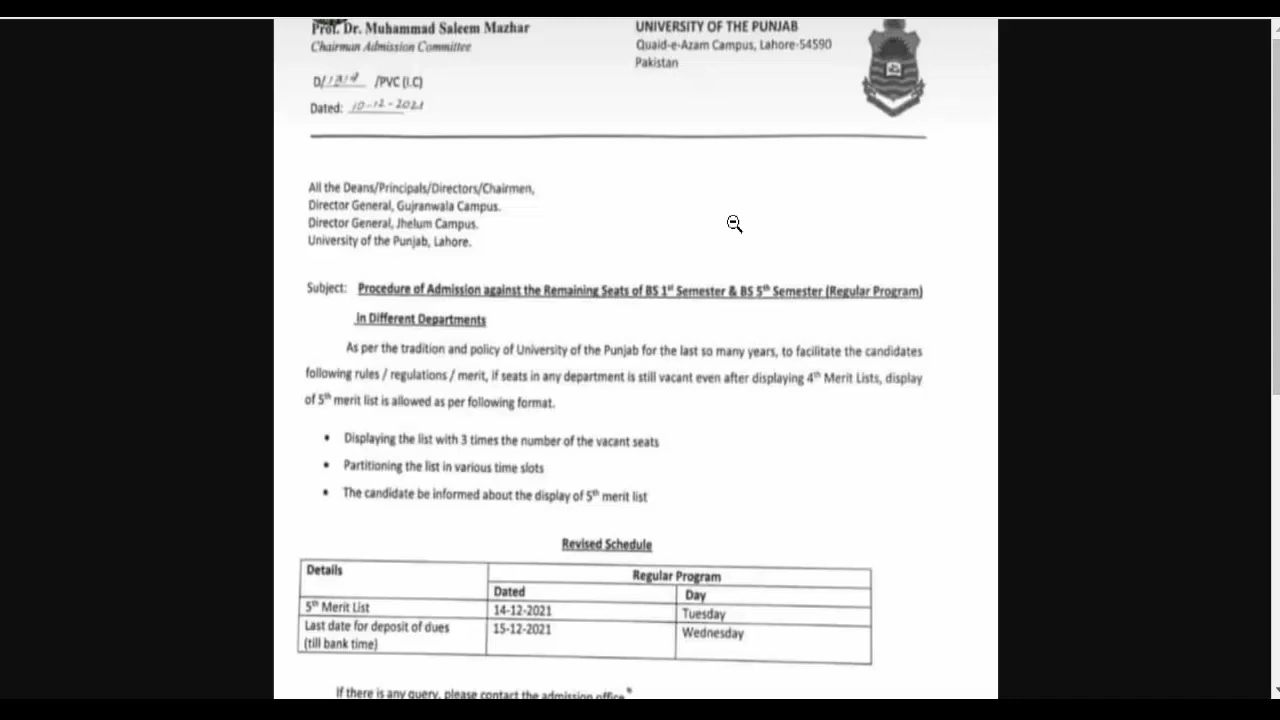 Prof. Dr. Muhammad Saleem Mazhar
Chairman Admission Committee
UNIVERSITY OF THE PUNJAB
Quaid-e-Azam Campus, Lahore-54590
Pakistan
D/ /PVC (I.C)
Dated: 10-12-2021
All the Deans/Principals/Directors/Chairmen,
Director General, Gujranwala Campus.
Director General, Jhelum Campus.
University of the Punjab, Lahore.
Subject: Procedure of Admission against the Remaining Seats of BS 1st Semester & BS 5th Semester (Regular Program)
in Different Departments
As per the tradition and policy of University of the Punjab for the last so many years, to facilitate the candidates
following rules / regulations / merit, if seats in any department is still vacant even after displaying 4th Merit Lists, display
of 5th merit list is allowed as per following format.
• Displaying the list with 3 times the number of the vacant seats
• Partitioning the list in various time slots
• The candidate be informed about the display of 5th merit list
Revised Schedule
Details Regular Program
Dated Day
5th Merit List 14-12-2021 Tuesday
Last date for deposit of dues 15-12-2021 Wednesday
(till bank time)
If there is any query, please contact the admission office.